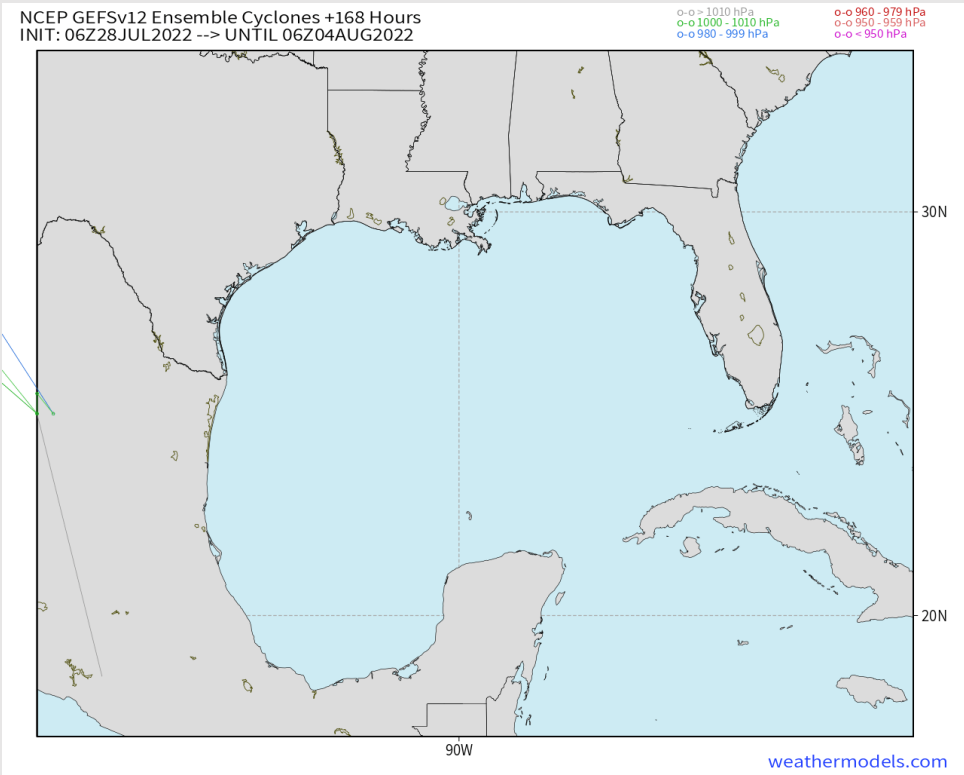 NCEP GEFSv12 Ensemble Cyclones +168 Hours
INIT: 06Z28JUL2022 --> UNTIL 06Z04AUG2022
o-o > 1010 hPa
o-o 1000 - 1010 hPa
o-o 980 - 999 hPa
o-o 960 - 979 hPa
o-o 950 - 959 hPa
o-o < 950 hPa
30N
20N
90W
weathermodels.com